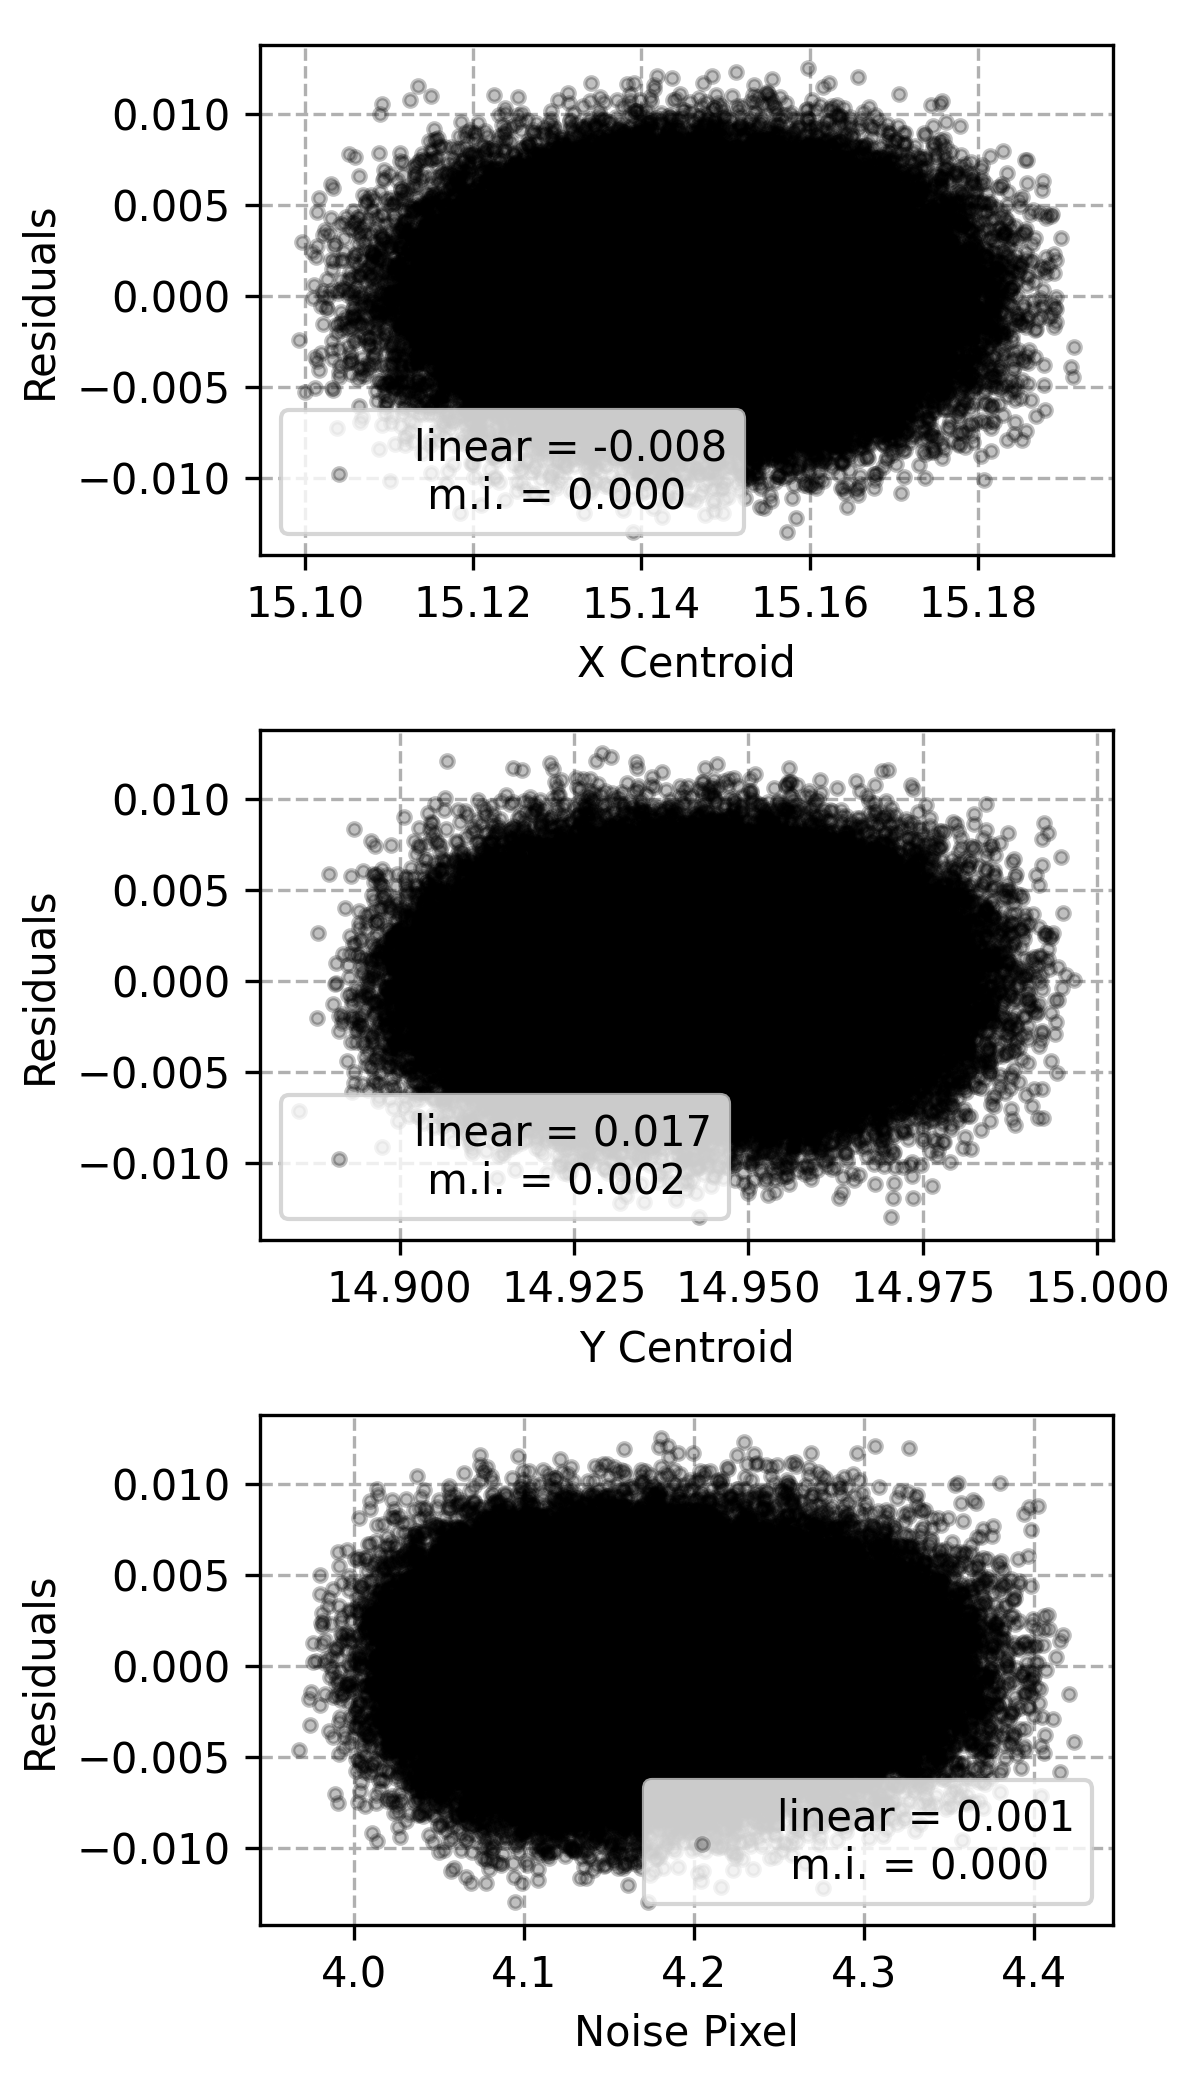 0.010
0.005
0.000
−0.005
−0.010
Residuals
linear = -0.008
m.i. = 0.000
15.10 15.12 15.14 15.16 15.18
X Centroid
0.010
0.005
0.000
−0.005
−0.010
Residuals
linear = 0.017
m.i. = 0.002
14.900 14.925 14.950 14.975 15.000
Y Centroid
0.010
0.005
0.000
−0.005
−0.010
Residuals
linear = 0.001
m.i. = 0.000
4.0 4.1 4.2 4.3 4.4
Noise Pixel